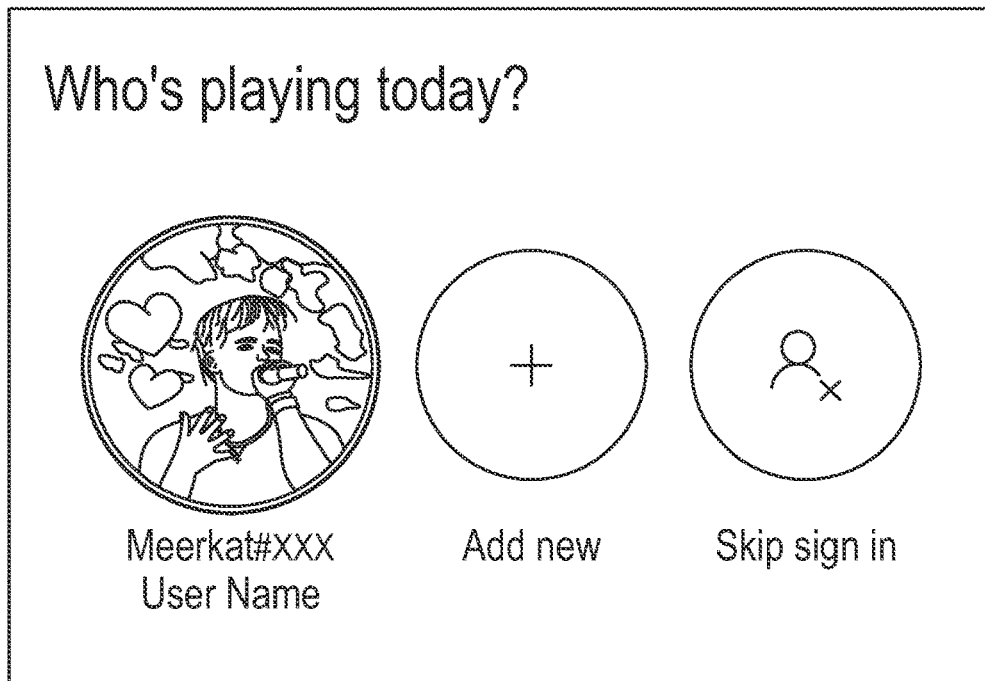 Who's playing today?
Meerkat#XXX
User Name
Add new
Skip sign in